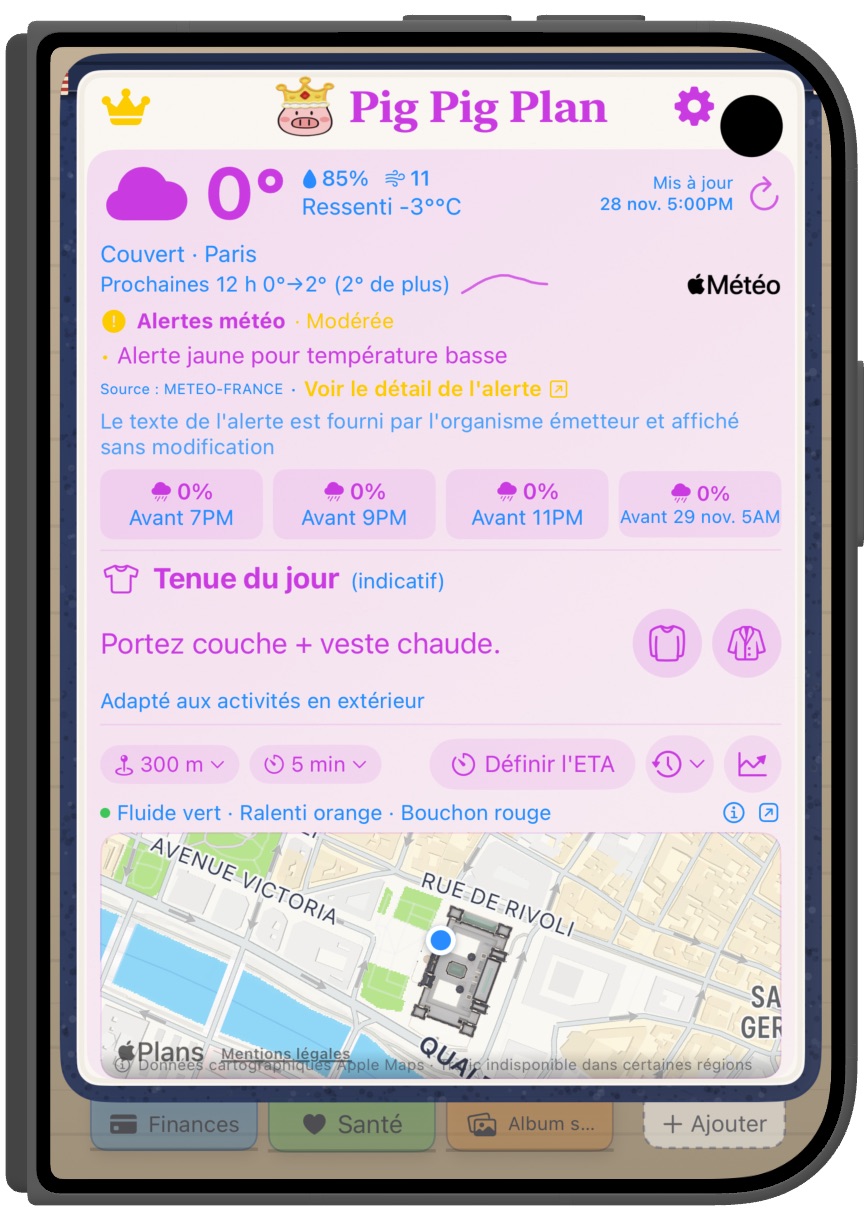 Pig Pig Plan
0°
85% 11
Ressenti -3°°C
Mis à jour
28 nov. 5:00PM
Couvert · Paris
Prochaines 12 h 0°→2° (2° de plus)
Météo
! Alertes météo · Modérée
· Alerte jaune pour température basse
Source : METEO-FRANCE · Voir le détail de l'alerte
Le texte de l'alerte est fourni par l'organisme émetteur et affiché
sans modification
0% 0% 0% 0%
Avant 7PM Avant 9PM Avant 11PM Avant 29 nov. 5AM
Tenue du jour (indicatif)
Portez couche + veste chaude.
Adapté aux activités en extérieur
300 m 5 min Définir l'ETA
Fluide vert · Ralenti orange · Bouchon rouge
AVENUE VICTORIA
RUE DE RIVOLI
SA
GER
QUAI
Plans Mentions légales
Données cartographiques Apple Maps · indisponible dans certaines régions
Finances Santé Album s... + Ajouter